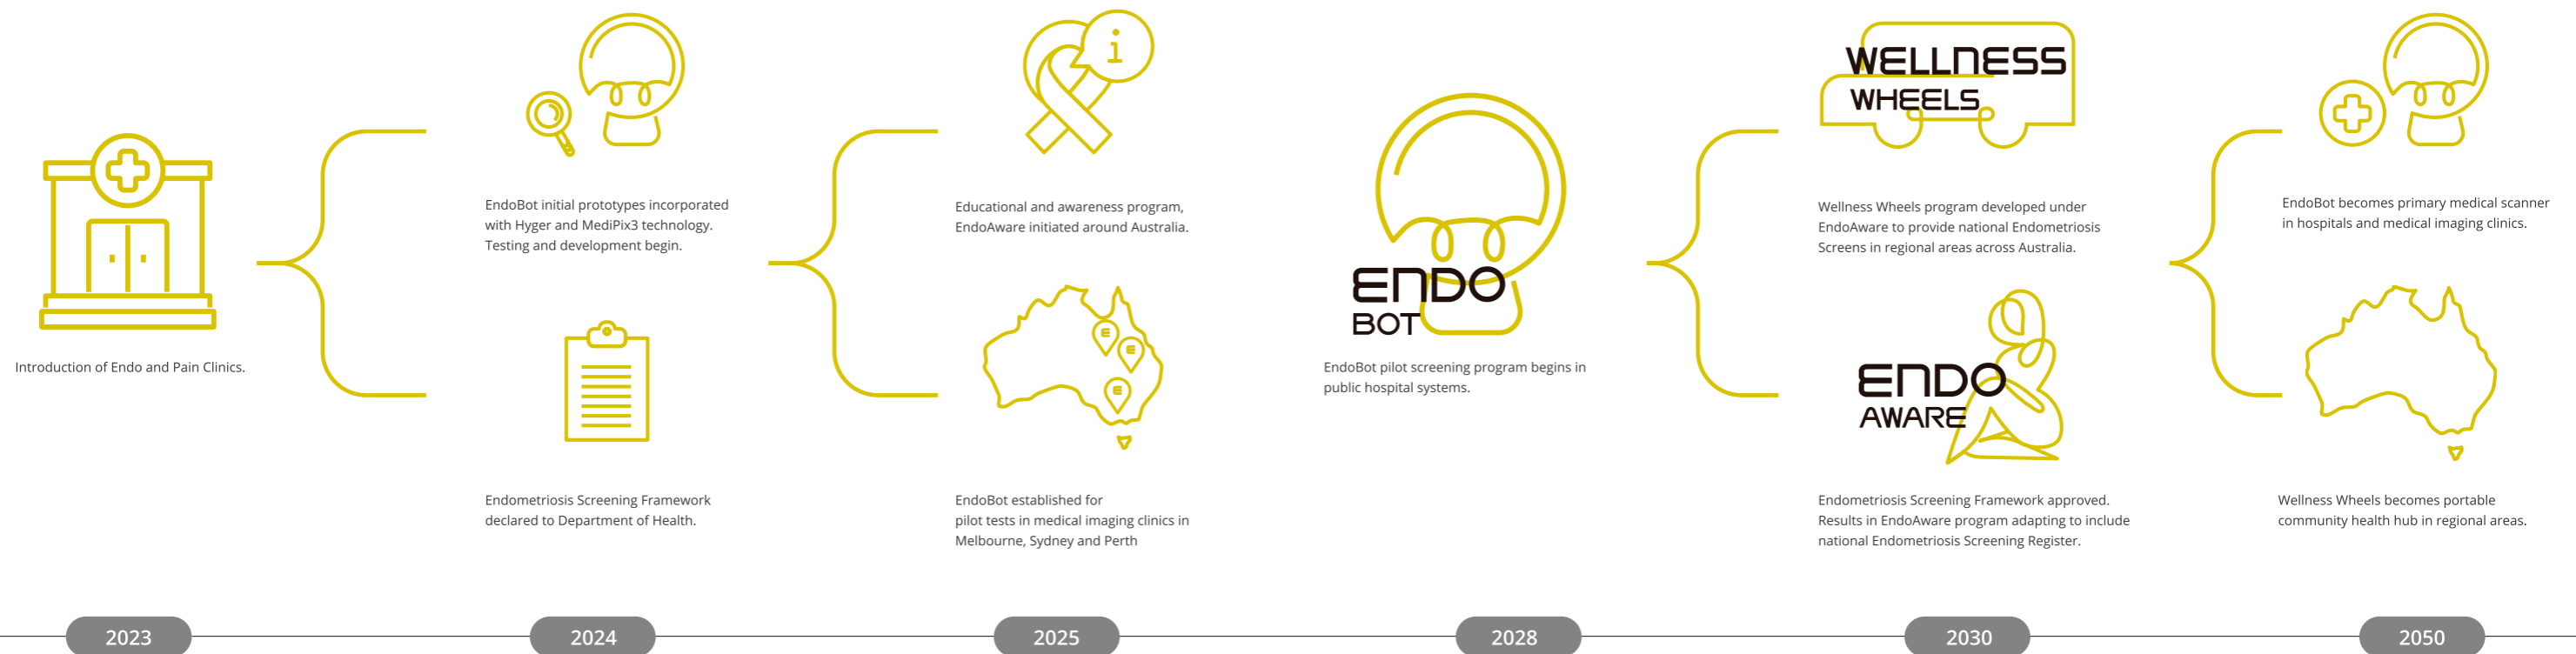 Introduction of Endo and Pain Clinics.
2023
EndoBot initial prototypes incorporated
with Hyger and MediPix3 technology.
Testing and development begin.
Endometriosis Screening Framework
declared to Department of Health.
2024
i
Educational and awareness program,
EndoAware initiated around Australia.
E
E
E
EndoBot established for
pilot tests in medical imaging clinics in
Melbourne, Sydney and Perth
2025
ENDO
BOT
EndoBot pilot screening program begins in
public hospital systems.
2028
WELLNESS
WHEELS
Wellness Wheels program developed under
EndoAware to provide national Endometriosis
Screens in regional areas across Australia.
ENDO
AWARE
Endometriosis Screening Framework approved.
Results in EndoAware program adapting to include
national Endometriosis Screening Register.
2030
EndoBot becomes primary medical scanner
in hospitals and medical imaging clinics.
Wellness Wheels becomes portable
community health hub in regional areas.
2050